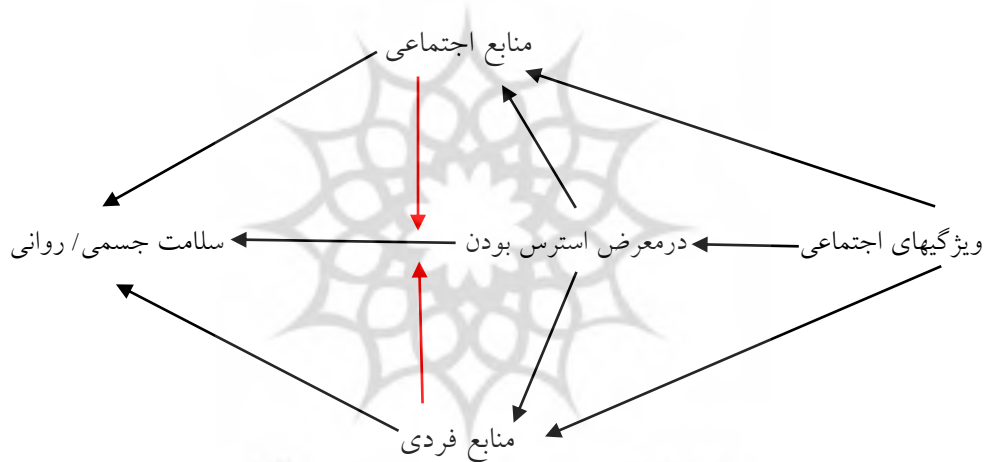 منابع اجتماعی
ویژگیهای اجتماعی
درمعرض استرس بودن
سلامت جسمی/ روانی
منابع فردی